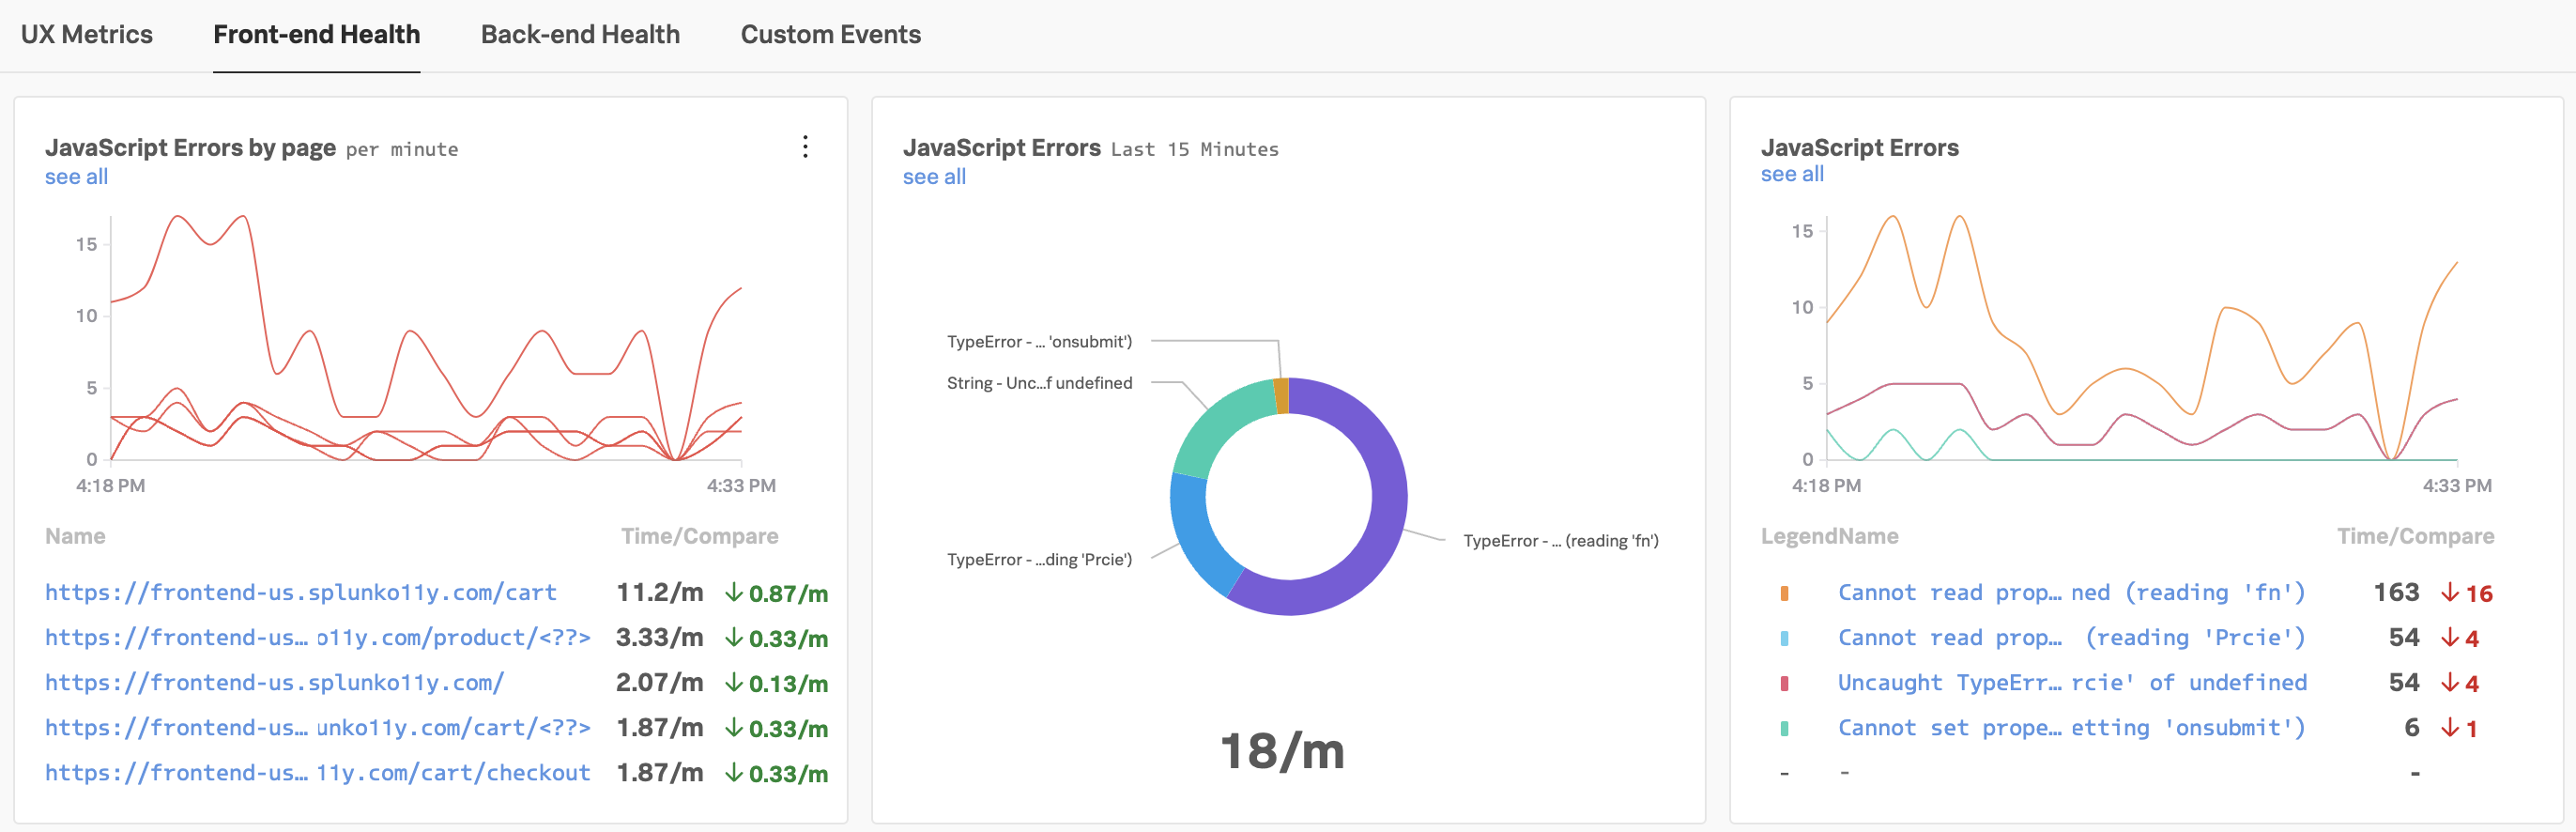 UX Metrics Front-end Health Back-end Health Custom Events
JavaScript Errors by page per minute
see all
15
10
5
0
4:18 PM 4:33 PM
Name Time/Compare
https://frontend-us.splunko11y.com/cart 11.2/m ↓0.87/m
https://frontend-us… o11y.com/product/<??> 3.33/m ↓0.33/m
https://frontend-us.splunko11y.com/ 2.07/m ↓0.13/m
https://frontend-us… unko11y.com/cart/<??> 1.87/m ↓0.33/m
https://frontend-us… 11y.com/cart/checkout 1.87/m ↓0.33/m
JavaScript Errors Last 15 Minutes
see all
TypeError - ... 'onsubmit')
String - Unc...f undefined
TypeError - ...ding 'Prcie')
TypeError - ... (reading 'fn')
18/m
JavaScript Errors
see all
15
10
5
0
4:18 PM 4:33 PM
LegendName Time/Compare
Cannot read prop… ned (reading 'fn') 163 ↓16
Cannot read prop… (reading 'Prcie') 54 ↓4
Uncaught TypeErr… rcie' of undefined 54 ↓4
Cannot set prope… etting 'onsubmit') 6 ↓1
- - -